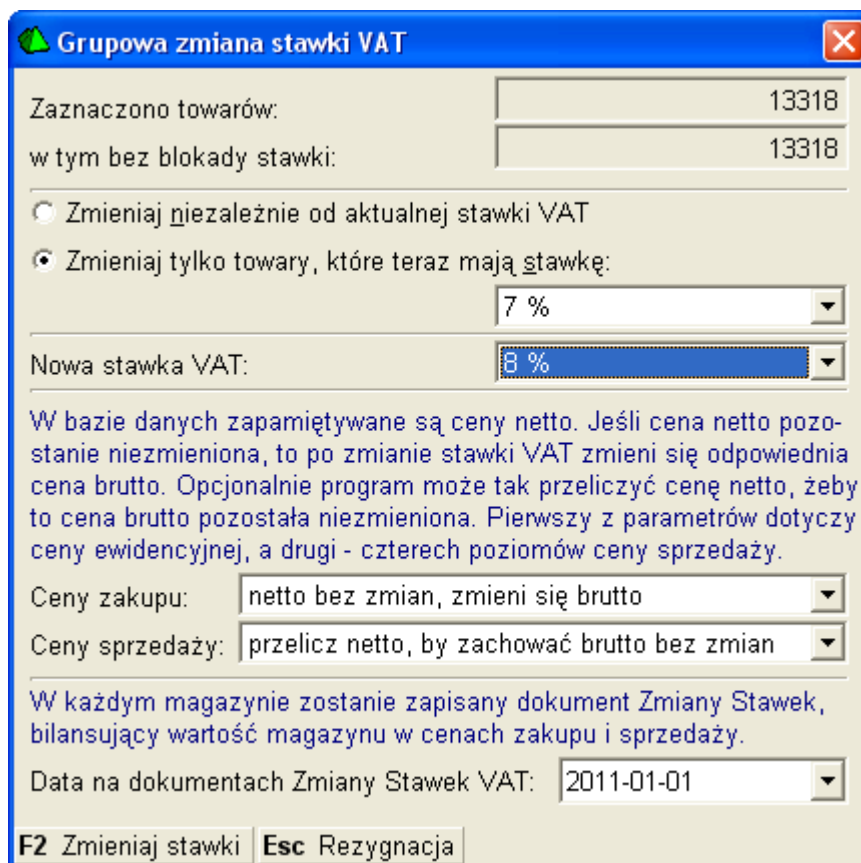 Grupowa zmiana stawki VAT
Zaznaczono towarów: 13318
w tym bez blokady stawki: 13318
Zmieniaj niezależnie od aktualnej stawki VAT
Zmieniaj tylko towary, które teraz mają stawkę:
7 %
Nowa stawka VAT: 8 %
W bazie danych zapamiętywane są ceny netto. Jeśli cena netto pozo-
stanie niezmieniona, to po zmianie stawki VAT zmieni się odpowiednia
cena brutto. Opcjonalnie program może tak przeliczyć cenę netto, żeby
to cena brutto pozostała niezmieniona. Pierwszy z parametrów dotyczy
ceny ewidencyjnej, a drugi - czterech poziomów ceny sprzedaży.
Ceny zakupu: netto bez zmian, zmieni się brutto
Ceny sprzedaży: przelicz netto, by zachować brutto bez zmian
W każdym magazynie zostanie zapisany dokument Zmiany Stawek,
bilansujący wartość magazynu w cenach zakupu i sprzedaży.
Data na dokumentach Zmiany Stawek VAT: 2011-01-01
F2 Zmieniaj stawki Esc Rezygnacja